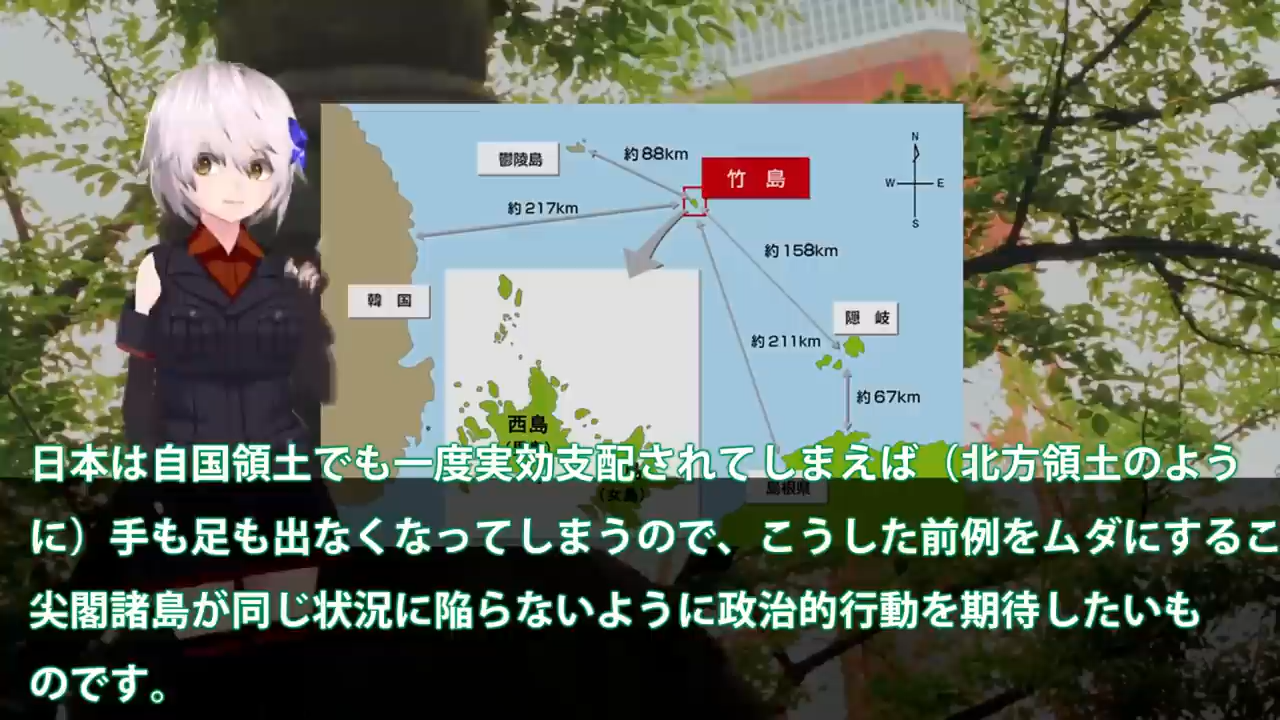 N
鬱陵島
約88km
竹 島
W
E
約217km
S
約158km
韓 国
隠 岐
約211km
約67km
西島
(女島)
島根県
日本は自国領土でも一度実効支配されてしまえば（北方領土のよう
に）手も足も出なくなってしまうので、こうした前例をムダにするこ
尖閣諸島が同じ状況に陥らないように政治的行動を期待したいも
のです。